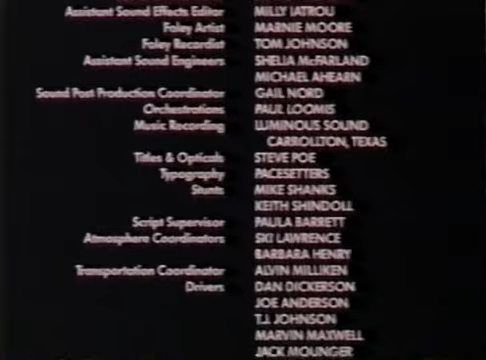 Assistant Sound Effects Editor MILLY IATROU
Foley Artist MARNIE MOORE
Foley Recordist TOM JOHNSON
Assistant Sound Engineers SHELIA McFARLAND
MICHAEL AHEARN
Sound Post Production Coordinator GAIL NORD
Orchestrations PAUL LOOMIS
Music Recording LUMINOUS SOUND
CARROLLTON, TEXAS
Titles & Opticals STEVE POE
Typography PACESETTERS
Stunts MIKE SHANKS
KEITH SHINDOLL
Script Supervisor PAULA BARRETT
Atmosphere Coordinators SKI LAWRENCE
BARBARA HENRY
Transportation Coordinator ALVIN MILLIKEN
Drivers DAN DICKERSON
JOE ANDERSON
T.J. JOHNSON
MARVIN MAXWELL
JACK MOUNGER